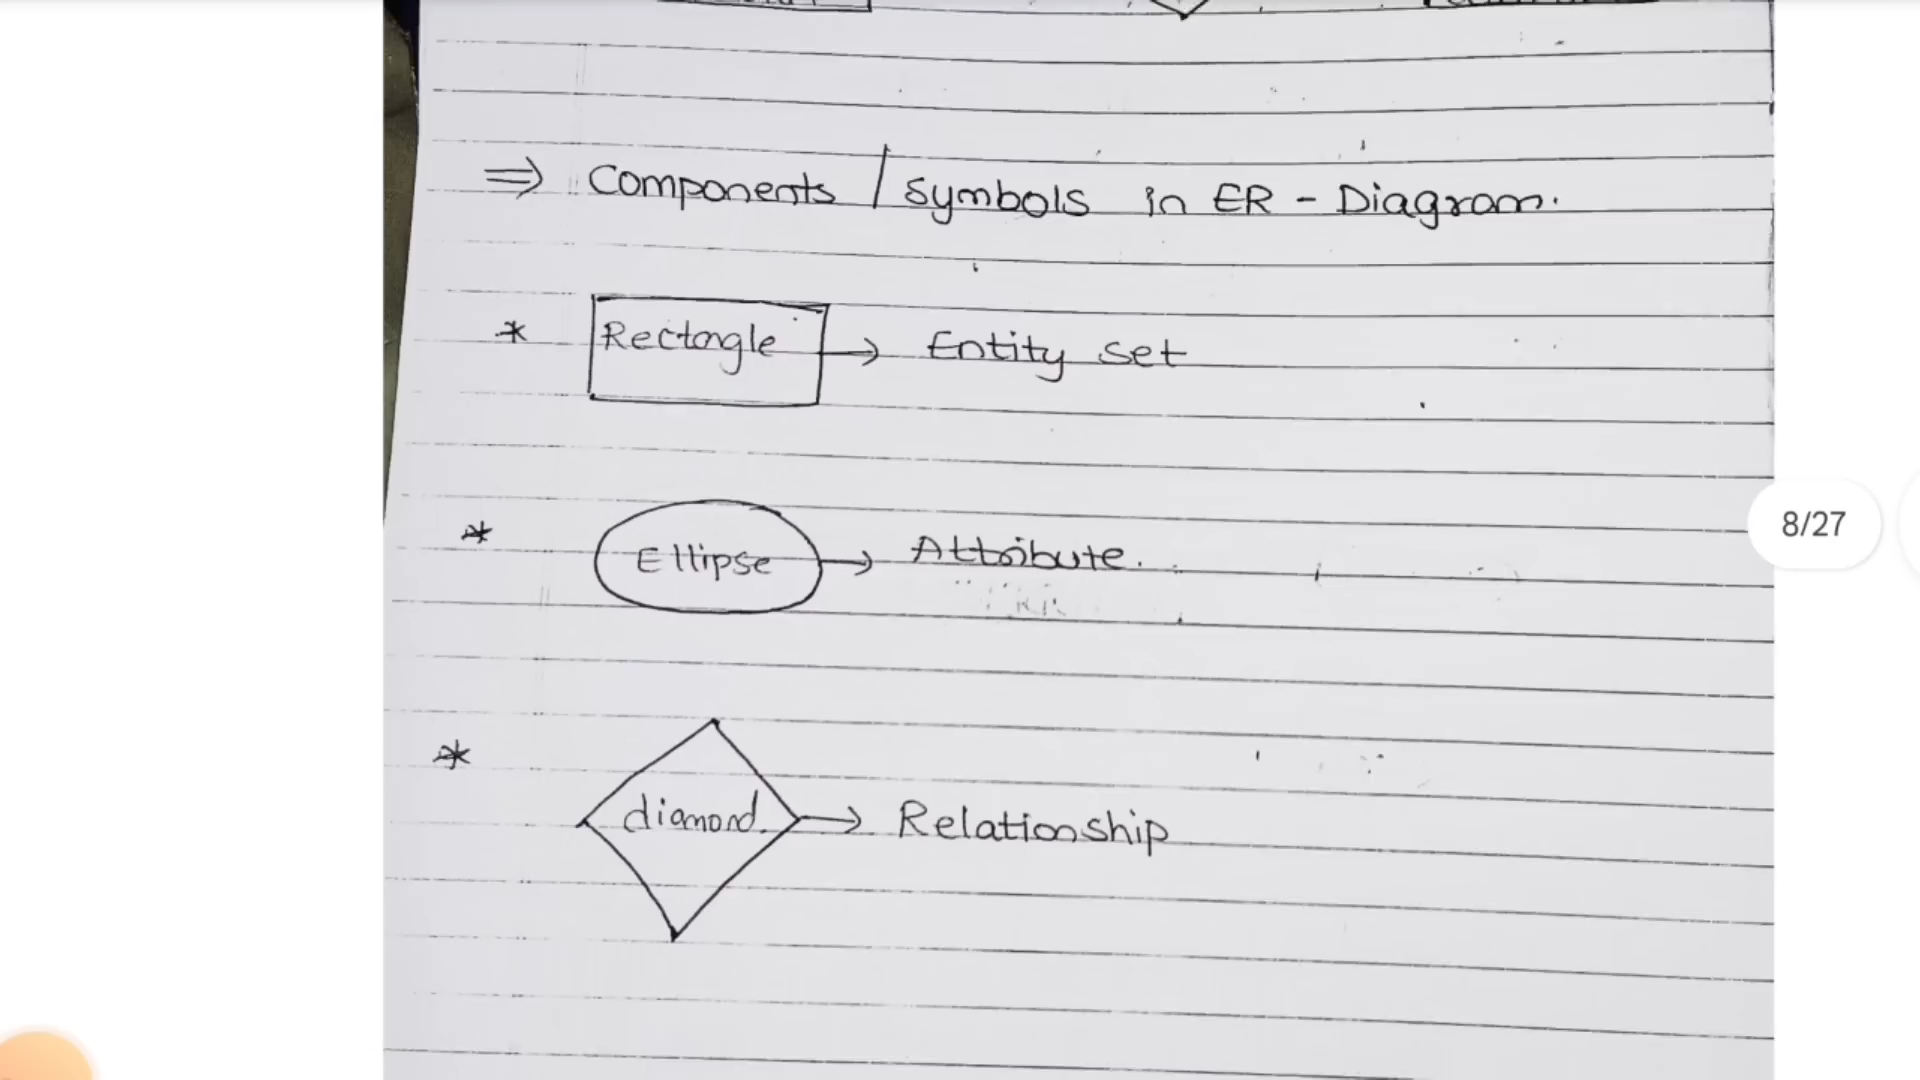 ⇒ Components / symbols in ER - Diagram.
* Rectangle → Entity set
* Ellipse → Attribute.
8/27
* diamond. → Relationship